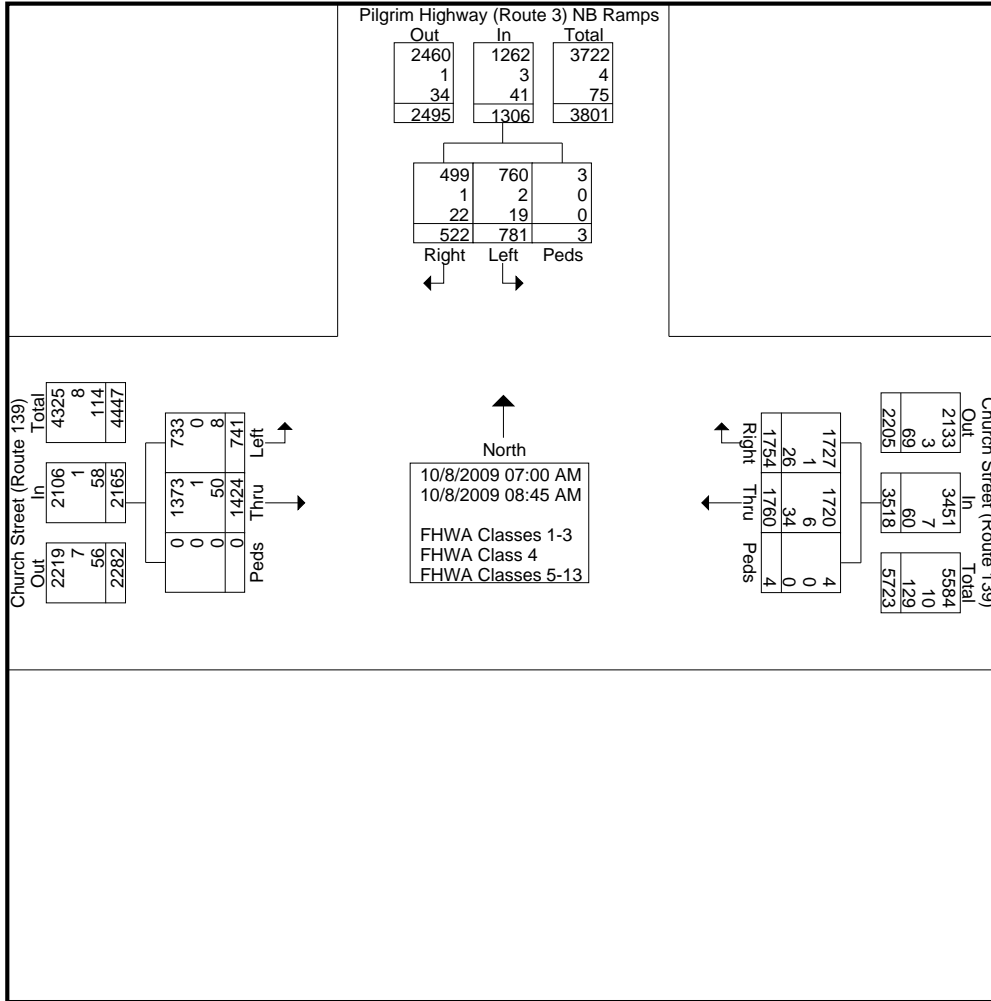 Pilgrim Highway (Route 3) NB Ramps
Out In Total
2460 1262 3722
1 3 4
34 41 75
2495 1306 3801
499 760 3
1 2 0
22 19 0
522 781 3
Right Left Peds
Church Street (Route 139)
Total In Out
4325 2106 2219
8 1 7
114 58 56
4447 2165 2282
Left Thru Peds
733 1373 0
0 1 0
8 50 0
741 1424 0
North
10/8/2009 07:00 AM
10/8/2009 08:45 AM
FHWA Classes 1-3
FHWA Class 4
FHWA Classes 5-13
Church Street (Route 139)
Out In Total
2133 3451 5584
3 7 10
69 60 129
2205 3518 5723
1727 1720 4
1 6 0
26 34 0
1754 1760 4
Right Thru Peds